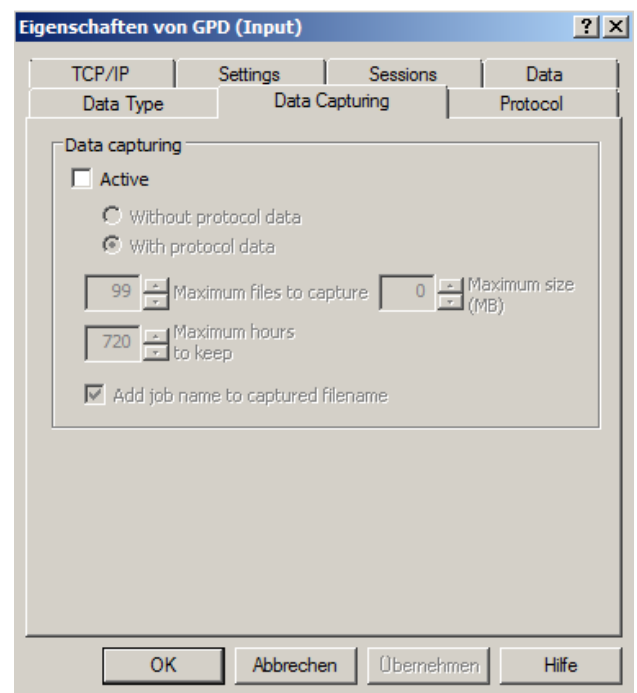 Eigenschaften von GPD (Input)
TCP/IP Settings Sessions Data
Data Type Data Capturing Protocol
Data capturing
Active
Without protocol data
With protocol data
99 Maximum files to capture 0 Maximum size
(MB)
720 Maximum hours
to keep
Add job name to captured filename
OK Abbrechen Übernehmen Hilfe